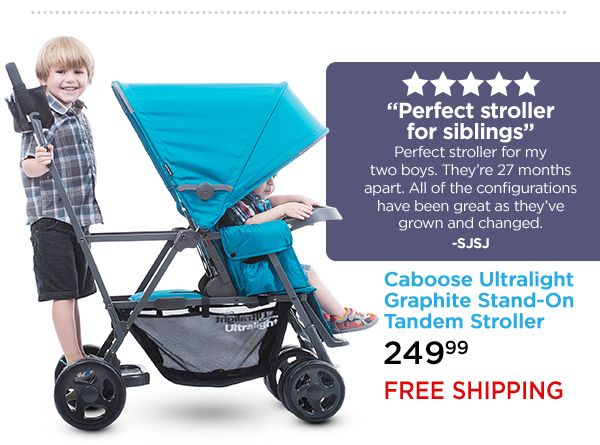 “Perfect stroller
for siblings”
Perfect stroller for my
two boys. They’re 27 months
apart. All of the configurations
have been great as they’ve
grown and changed.
-SJSJ
Caboose Ultralight
Graphite Stand-On
Tandem Stroller
249⁹⁹
FREE SHIPPING
Ultralight